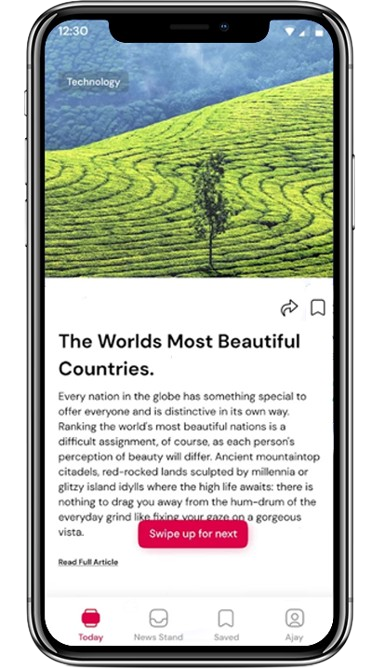 12:30
Technology
The Worlds Most Beautiful
Countries.
Every nation in the globe has something special to
offer everyone and is distinctive in its own way.
Ranking the world's most beautiful nations is a
difficult assignment, of course, as each person's
perception of beauty will differ. Ancient mountaintop
citadels, red-rocked lands sculpted by millennia or
glitzy island idylls where the high life awaits: there is
nothing to drag you away from the hum-drum of the
everyday grind like fixing your gaze on a gorgeous
vista.
Swipe up for next
Read Full Article
Today
News Stand
Saved
Ajay